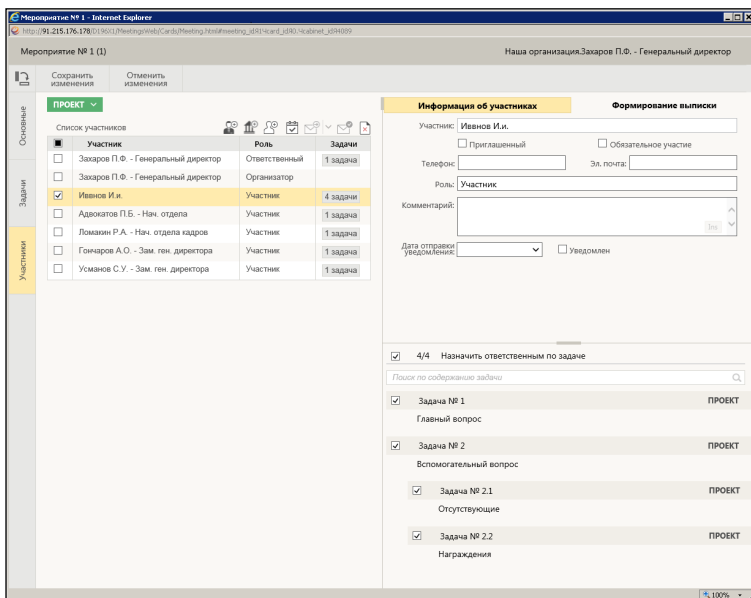 Мероприятие № 1 - Internet Explorer
Мероприятие № 1 (1)
Наша организация.Захаров П.Ф. - Генеральный директор
Сохранить изменения
Отменить изменения
Основные
Задачи
Участники
ПРОЕКТ
Список участников
Участник Роль Задачи
Захаров П.Ф. - Генеральный директор Ответственный 1 задача
Захаров П.Ф. - Генеральный директор Организатор
Иввнов И.и. Участник 4 задачи
Адвокатов П.Б. - Нач. отдела Участник 1 задача
Ломакин Р.А. - Нач. отдела кадров Участник 1 задача
Гончаров А.О. - Зам. ген. директора Участник 1 задача
Усманов С.У. - Зам. ген. директора Участник 1 задача
Информация об участниках
Формирование выписки
Участник: Иввнов И.и.
Приглашенный Обязательное участие
Телефон: Эл. почта:
Роль: Участник
Комментарий:
Дата отправки уведомления:
Уведомлен
4/4 Назначить ответственным по задаче
Поиск по содержанию задачи
Задача № 1 ПРОЕКТ
Главный вопрос
Задача № 2 ПРОЕКТ
Вспомогательный вопрос
Задача № 2.1 ПРОЕКТ
Отсутствующие
Задача № 2.2 ПРОЕКТ
Награждения
100%